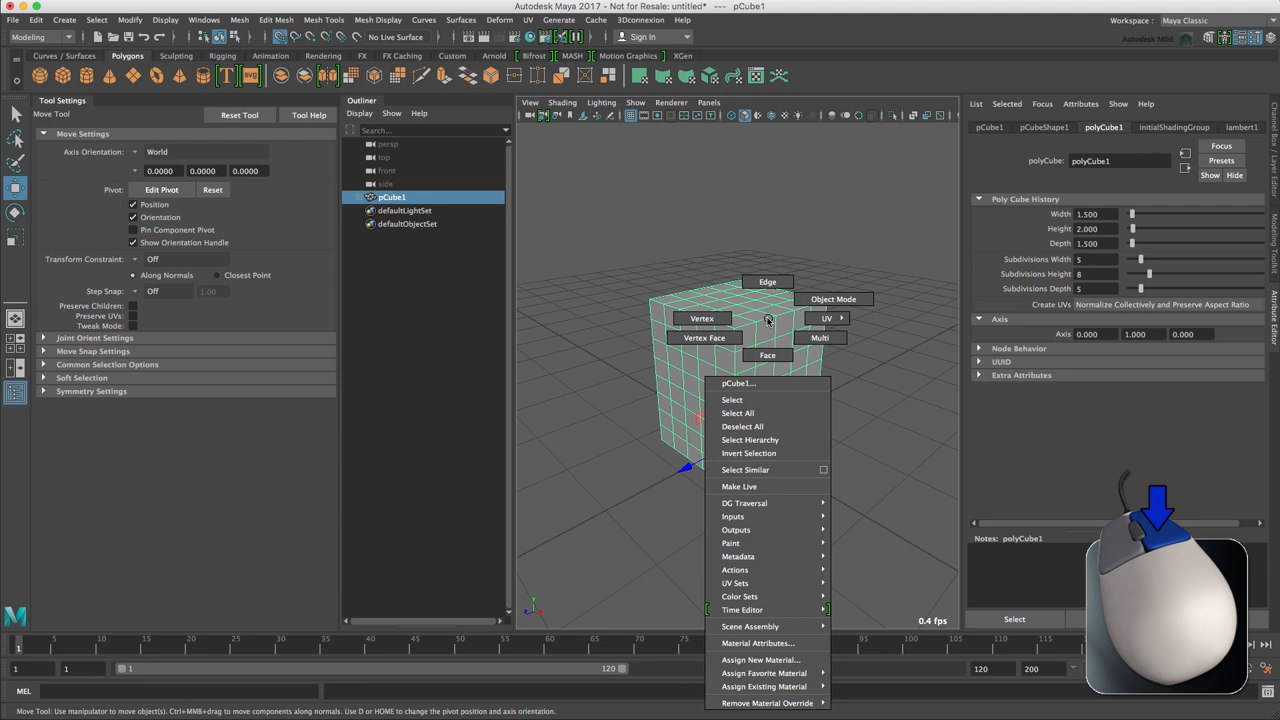 Autodesk Maya 2017 - Not for Resale: untitled* --- pCube1
File Edit Create Select Modify Display Windows Mesh Edit Mesh Mesh Tools Mesh Display Curves Surfaces Deform UV Generate Cache 3Dconnexion Help Workspace : Maya Classic
Modeling No Live Surface Sign In Autodesk M&E
Curves / Surfaces Polygons Sculpting Rigging Animation Rendering FX FX Caching Custom Arnold Bifrost MASH Motion Graphics XGen
T SVG
Tool Settings
Move Tool Reset Tool Tool Help
Move Settings
Axis Orientation: World
0.0000 0.0000 0.0000
Pivot: Edit Pivot Reset
Position
Orientation
Pin Component Pivot
Show Orientation Handle
Transform Constraint: Off
Along Normals Closest Point
Step Snap: Off 1.00
Preserve Children:
Preserve UVs:
Tweak Mode:
Joint Orient Settings
Move Snap Settings
Common Selection Options
Soft Selection
Symmetry Settings
Outliner
Display Show Help
Search...
persp
top
front
side
pCube1
defaultLightSet
defaultObjectSet
View Shading Lighting Show Renderer Panels
Edge
Object Mode
Vertex UV
Vertex Face Multi
Face
pCube1...
Select
Select All
Deselect All
Select Hierarchy
Invert Selection
Select Similar
Make Live
DG Traversal
Inputs
Outputs
Paint
Metadata
Actions
UV Sets
Color Sets
Time Editor
Scene Assembly
Material Attributes...
Assign New Material...
Assign Favorite Material
Assign Existing Material
Remove Material Override
0.4 fps
List Selected Focus Attributes Show Help
pCube1 pCubeShape1 polyCube1 initialShadingGroup lambert1
Focus
polyCube: polyCube1 Presets
Show Hide
Poly Cube History
Width 1.500
Height 2.000
Depth 1.500
Subdivisions Width 5
Subdivisions Height 8
Subdivisions Depth 5
Create UVs Normalize Collectively and Preserve Aspect Ratio
Axis
Axis 0.000 1.000 0.000
Node Behavior
UUID
Extra Attributes
Notes: polyCube1
Select
Channel Box / Layer Editor
Modeling Toolkit
Attribute Editor
1 5 10 15 20 25 30 35 40 45 50 55 60 65 70 75 85 90 95 100 105 110 115
1 1 1 120 120 200
MEL
Move Tool: Use manipulator to move object(s). Ctrl+MMB+drag to move components along normals. Use D or HOME to change the pivot position and axis orientation.